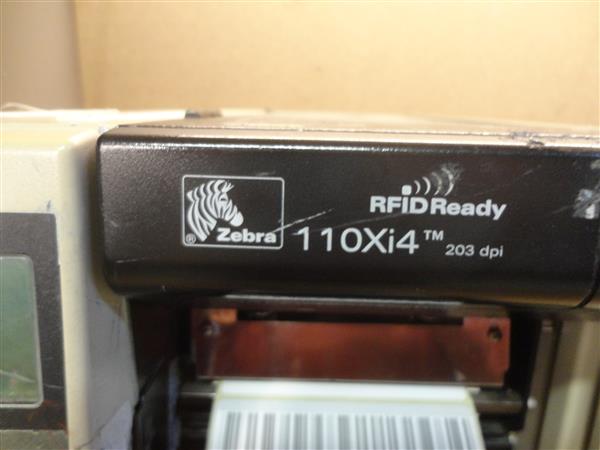 RFID Ready
® Zebra
110Xi4™ 203 dpi